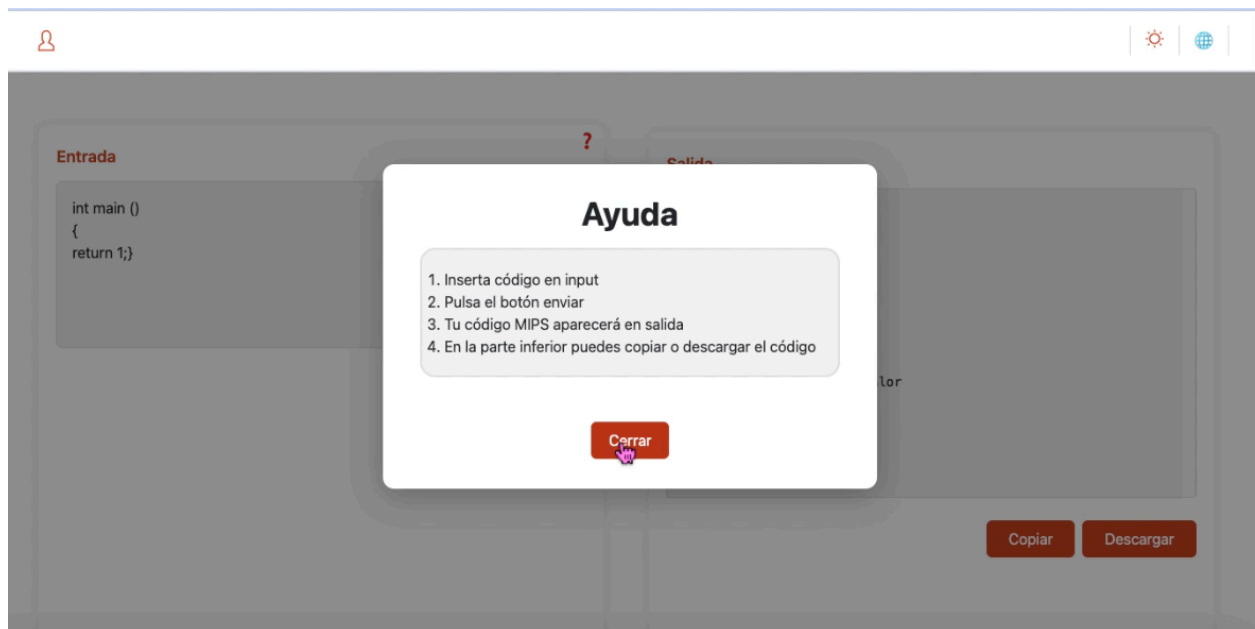 Entrada
?
int main ()
{
return 1;}
Salida
Ayuda
1. Inserta código en input
2. Pulsa el botón enviar
3. Tu código MIPS aparecerá en salida
4. En la parte inferior puedes copiar o descargar el código
lor
Cerrar
Copiar
Descargar